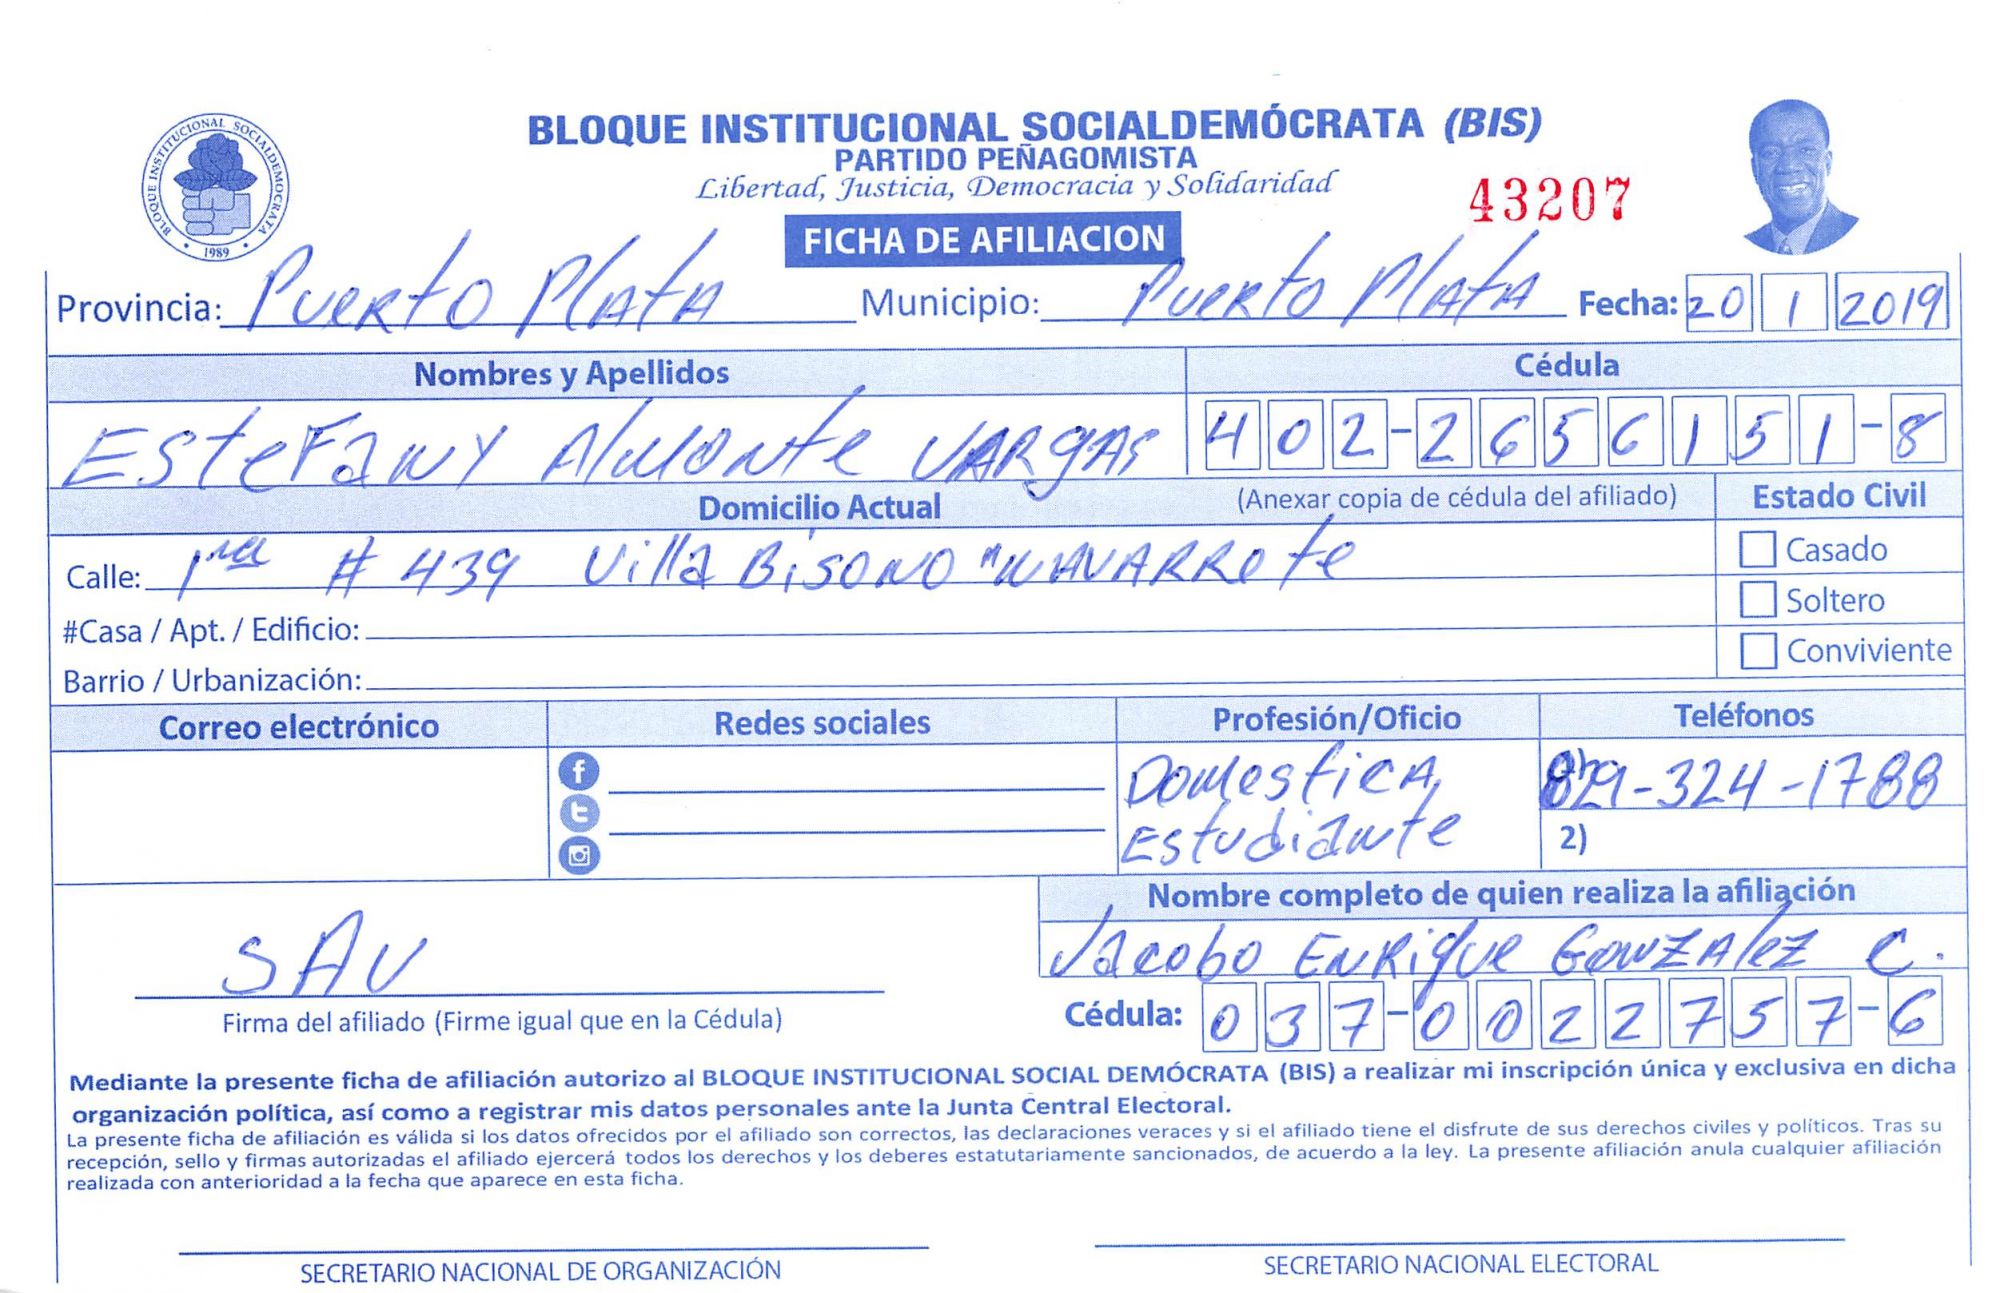 BLOQUE INSTITUCIONAL SOCIALDEMÓCRATA (BIS)
PARTIDO PEÑAGOMISTA
Libertad, Justicia, Democracia y Solidaridad
43207
BLOQUE INSTITUCIONAL SOCIALDEMOCRATA
1989
FICHA DE AFILIACION
Provincia: Puerto Plata Municipio: Puerto Plata Fecha: 20 1 2019
Nombres y Apellidos Cédula
Estefany Almonte Vargas 402-2656151-8
Domicilio Actual (Anexar copia de cédula del afiliado) Estado Civil
Calle: 1ra # 439 Villa Bisono "Navarrete
Casado
Soltero
#Casa / Apt. / Edificio:
Conviviente
Barrio / Urbanización:
Correo electrónico Redes sociales Profesión/Oficio Teléfonos
Domestica, 829-324-1788
Estudiante 2)
Nombre completo de quien realiza la afiliación
SAV Jacobo Enrique Gonzalez C.
Firma del afiliado (Firme igual que en la Cédula) Cédula: 037-0022757-6
Mediante la presente ficha de afiliación autorizo al BLOQUE INSTITUCIONAL SOCIAL DEMÓCRATA (BIS) a realizar mi inscripción única y exclusiva en dicha
organización política, así como a registrar mis datos personales ante la Junta Central Electoral.
La presente ficha de afiliación es válida si los datos ofrecidos por el afiliado son correctos, las declaraciones veraces y si el afiliado tiene el disfrute de sus derechos civiles y políticos. Tras su
recepción, sello y firmas autorizadas el afiliado ejercerá todos los derechos y los deberes estatutariamente sancionados, de acuerdo a la ley. La presente afiliación anula cualquier afiliación
realizada con anterioridad a la fecha que aparece en esta ficha.
SECRETARIO NACIONAL DE ORGANIZACIÓN SECRETARIO NACIONAL ELECTORAL